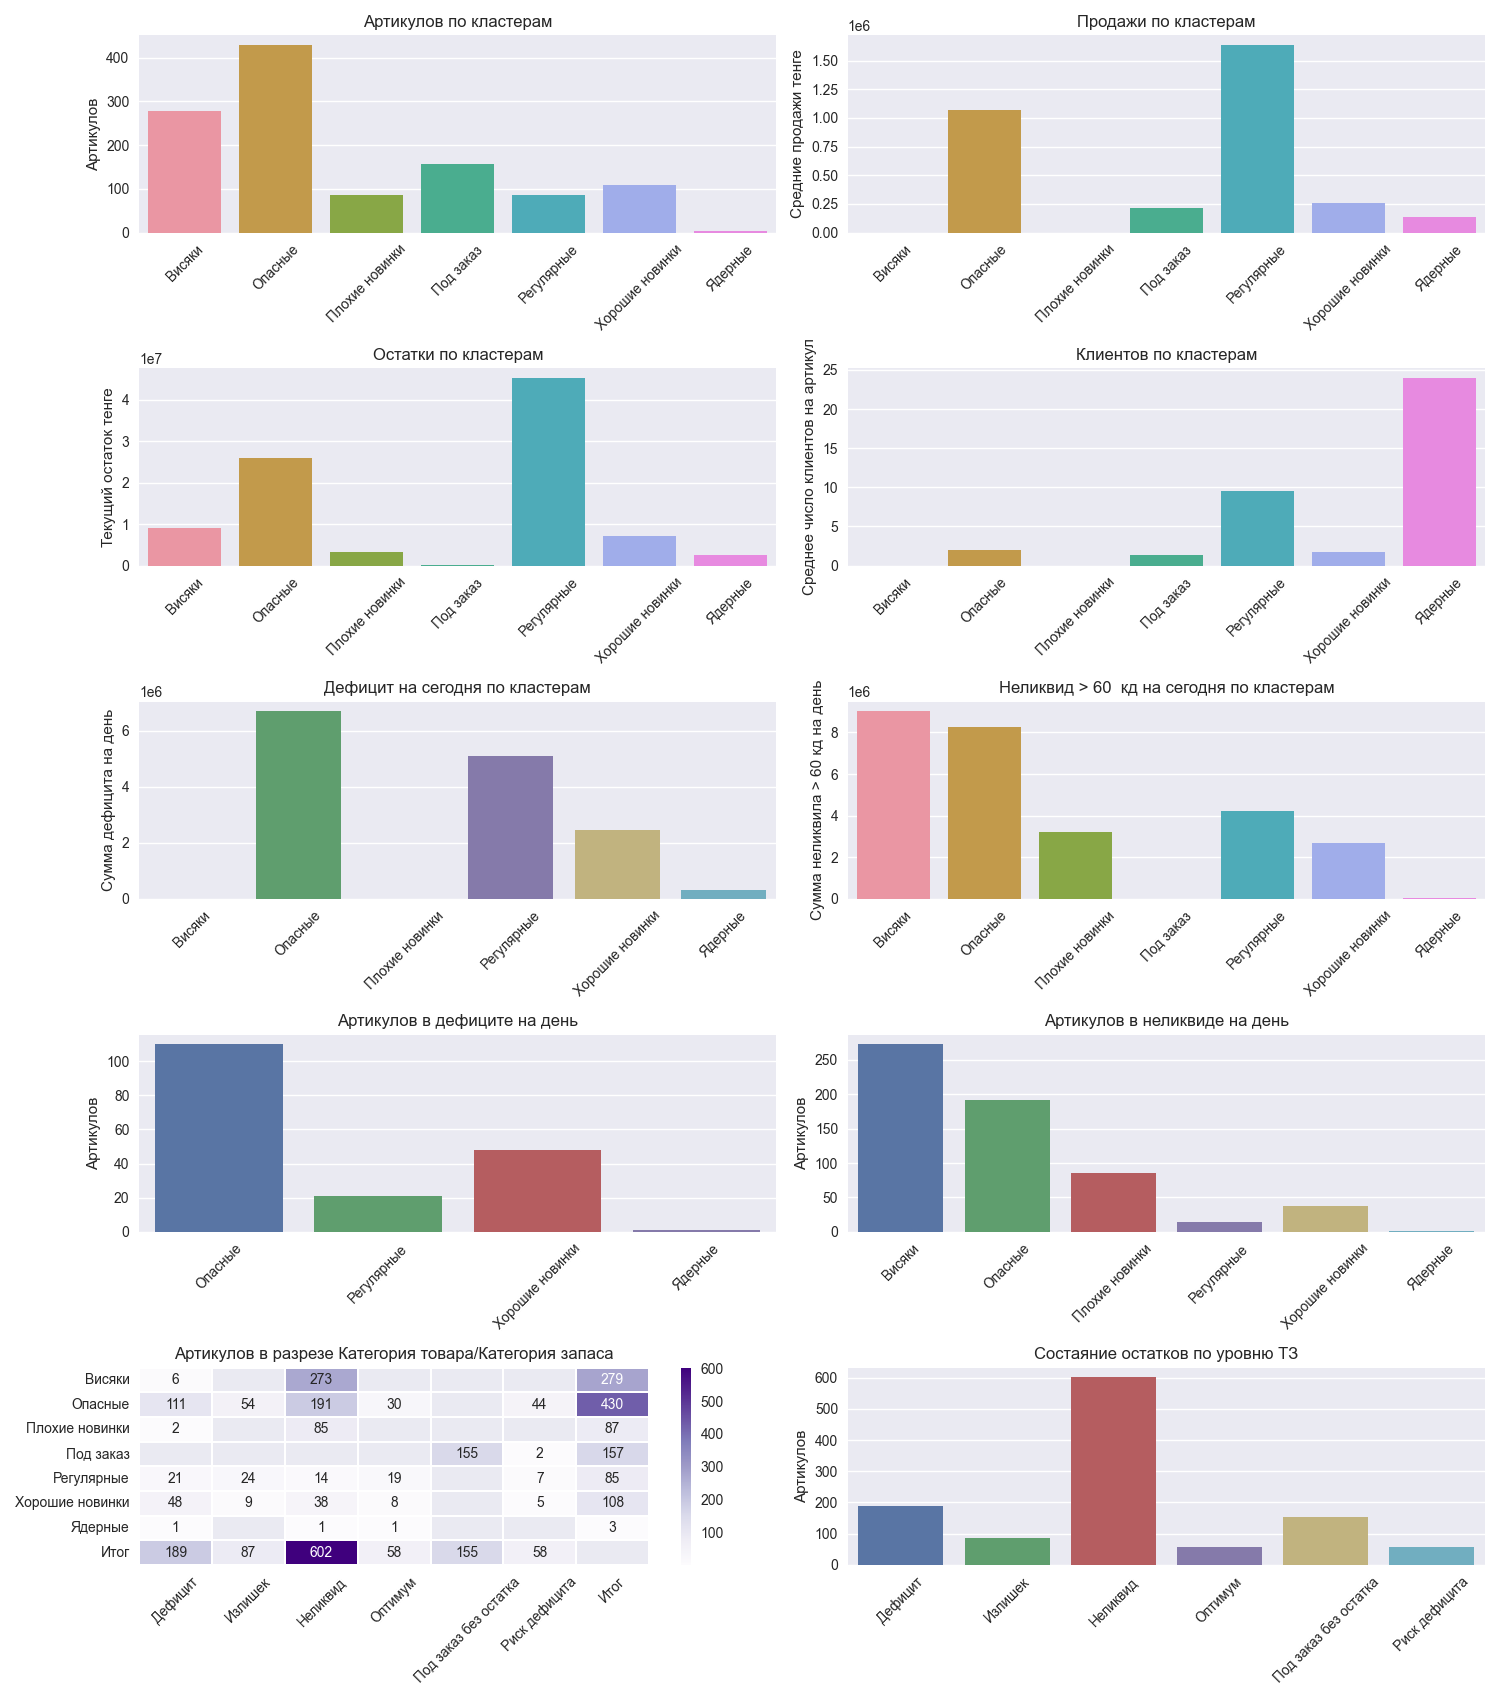 Артикулов по кластерам
Артикулов
400
300
200
100
0
Висяки
Опасные
Плохие новинки
Под заказ
Регулярные
Хорошие новинки
Ядерные
Продажи по кластерам
1e6
Средние продажи тенге
1.50
1.25
1.00
0.75
0.50
0.25
0.00
Висяки
Опасные
Плохие новинки
Под заказ
Регулярные
Хорошие новинки
Ядерные
Остатки по кластерам
1e7
Текущий остаток тенге
4
3
2
1
0
Висяки
Опасные
Плохие новинки
Под заказ
Регулярные
Хорошие новинки
Ядерные
Клиентов по кластерам
Среднее число клиентов на артикул
25
20
15
10
5
0
Висяки
Опасные
Плохие новинки
Под заказ
Регулярные
Хорошие новинки
Ядерные
Дефицит на сегодня по кластерам
1e6
Сумма дефицита на день
6
4
2
0
Висяки
Опасные
Плохие новинки
Регулярные
Хорошие новинки
Ядерные
Неликвид > 60 кд на сегодня по кластерам
1e6
Сумма неликвила > 60 кд на день
8
6
4
2
0
Висяки
Опасные
Плохие новинки
Под заказ
Регулярные
Хорошие новинки
Ядерные
Артикулов в дефиците на день
Артикулов
100
80
60
40
20
0
Опасные
Регулярные
Хорошие новинки
Ядерные
Артикулов в неликвиде на день
Артикулов
250
200
150
100
50
0
Висяки
Опасные
Плохие новинки
Регулярные
Хорошие новинки
Ядерные
Артикулов в разрезе Категория товара/Категория запаса
Висяки 6 273 279
Опасные 111 54 191 30 44 430
Плохие новинки 2 85 87
Под заказ 155 2 157
Регулярные 21 24 14 19 7 85
Хорошие новинки 48 9 38 8 5 108
Ядерные 1 1 1 3
Итог 189 87 602 58 155 58
Дефицит
Излишек
Неликвид
Оптимум
Под заказ без остатка
Риск дефицита
Итог
600
500
400
300
200
100
Состаяние остатков по уровню ТЗ
Артикулов
600
500
400
300
200
100
0
Дефицит
Излишек
Неликвид
Оптимум
Под заказ без остатка
Риск дефицита